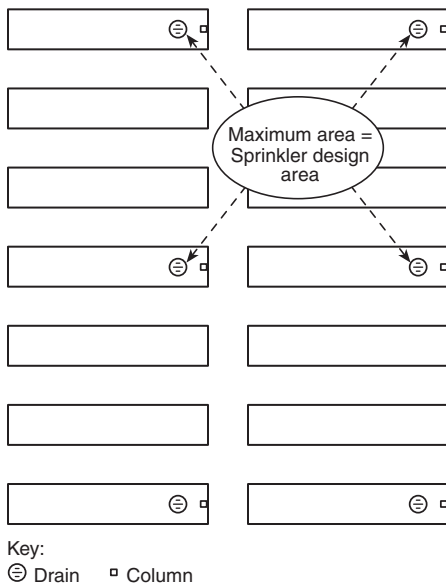 Maximum area =
Sprinkler design
area
Key:
Drain Column